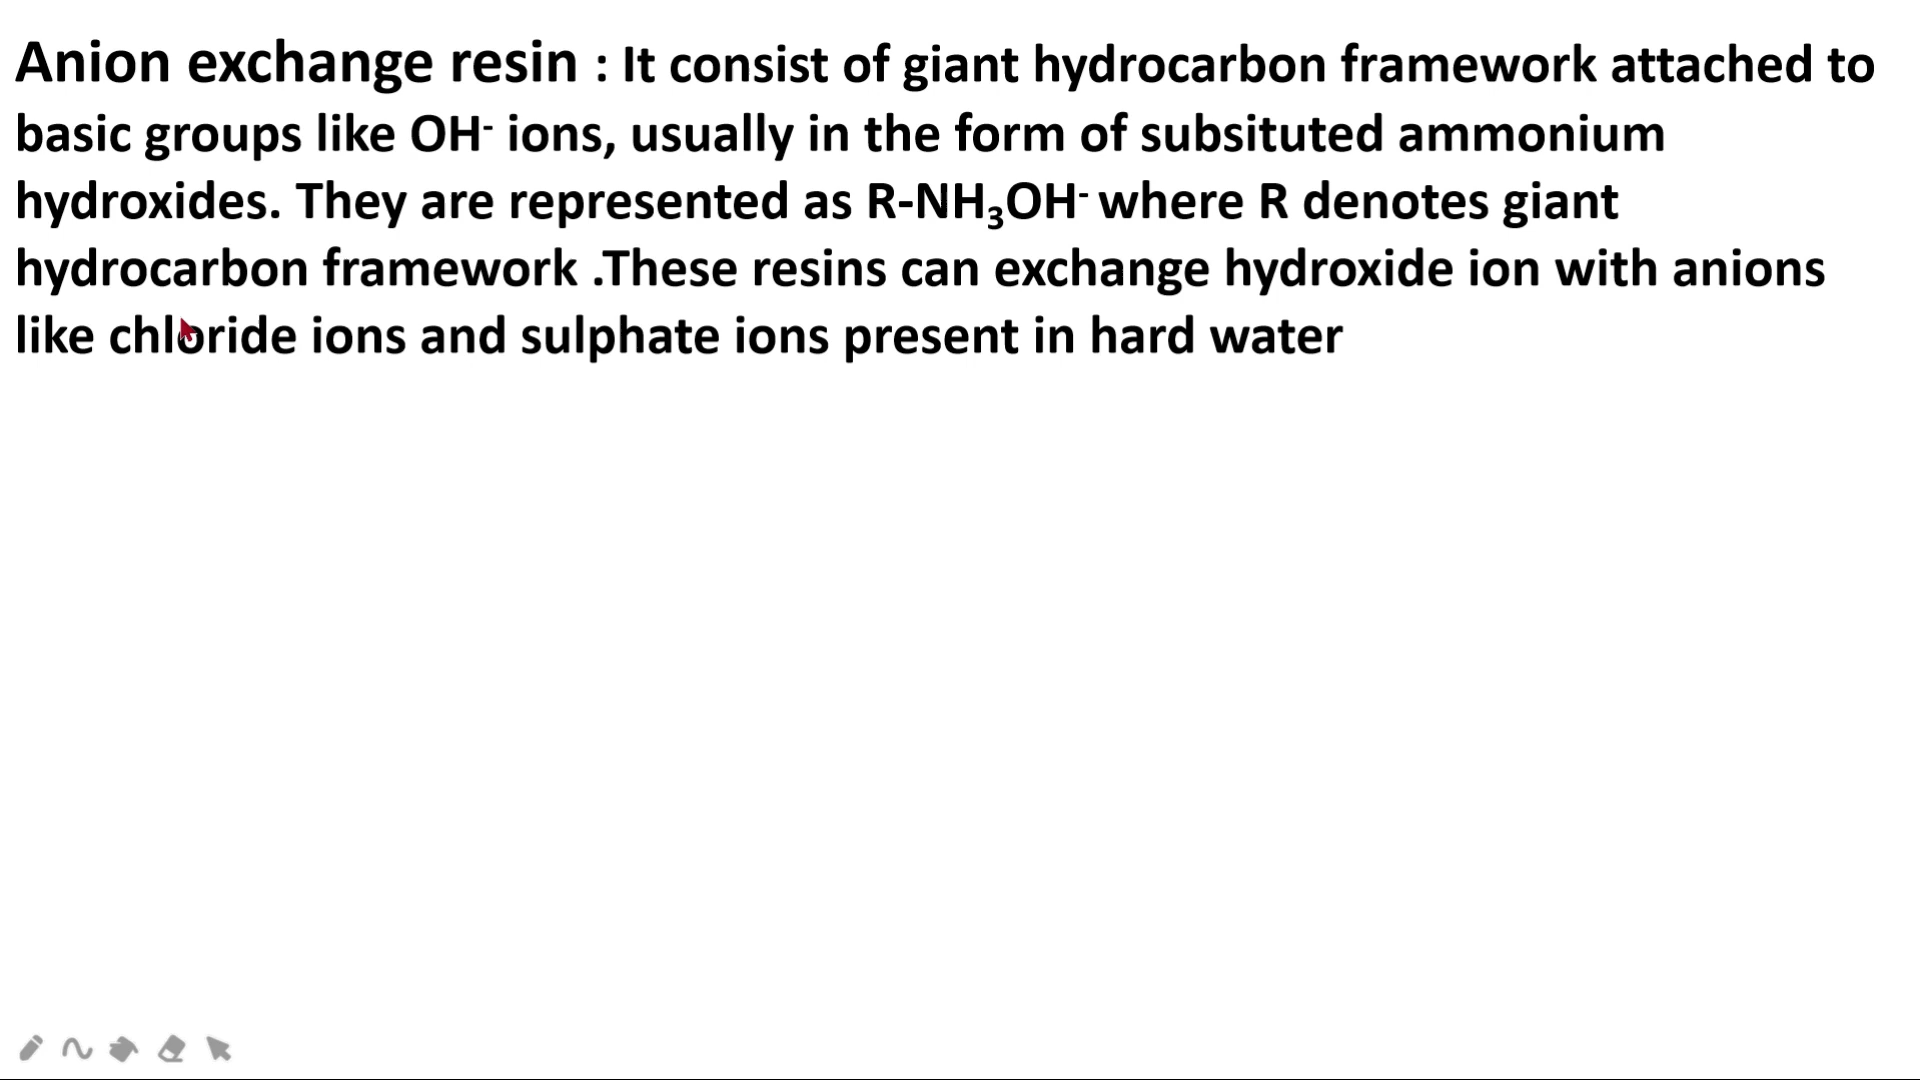 Anion exchange resin : It consist of giant hydrocarbon framework attached to
basic groups like OH⁻ ions, usually in the form of subsituted ammonium
hydroxides. They are represented as R-NH₃OH⁻ where R denotes giant
hydrocarbon framework .These resins can exchange hydroxide ion with anions
like chloride ions and sulphate ions present in hard water